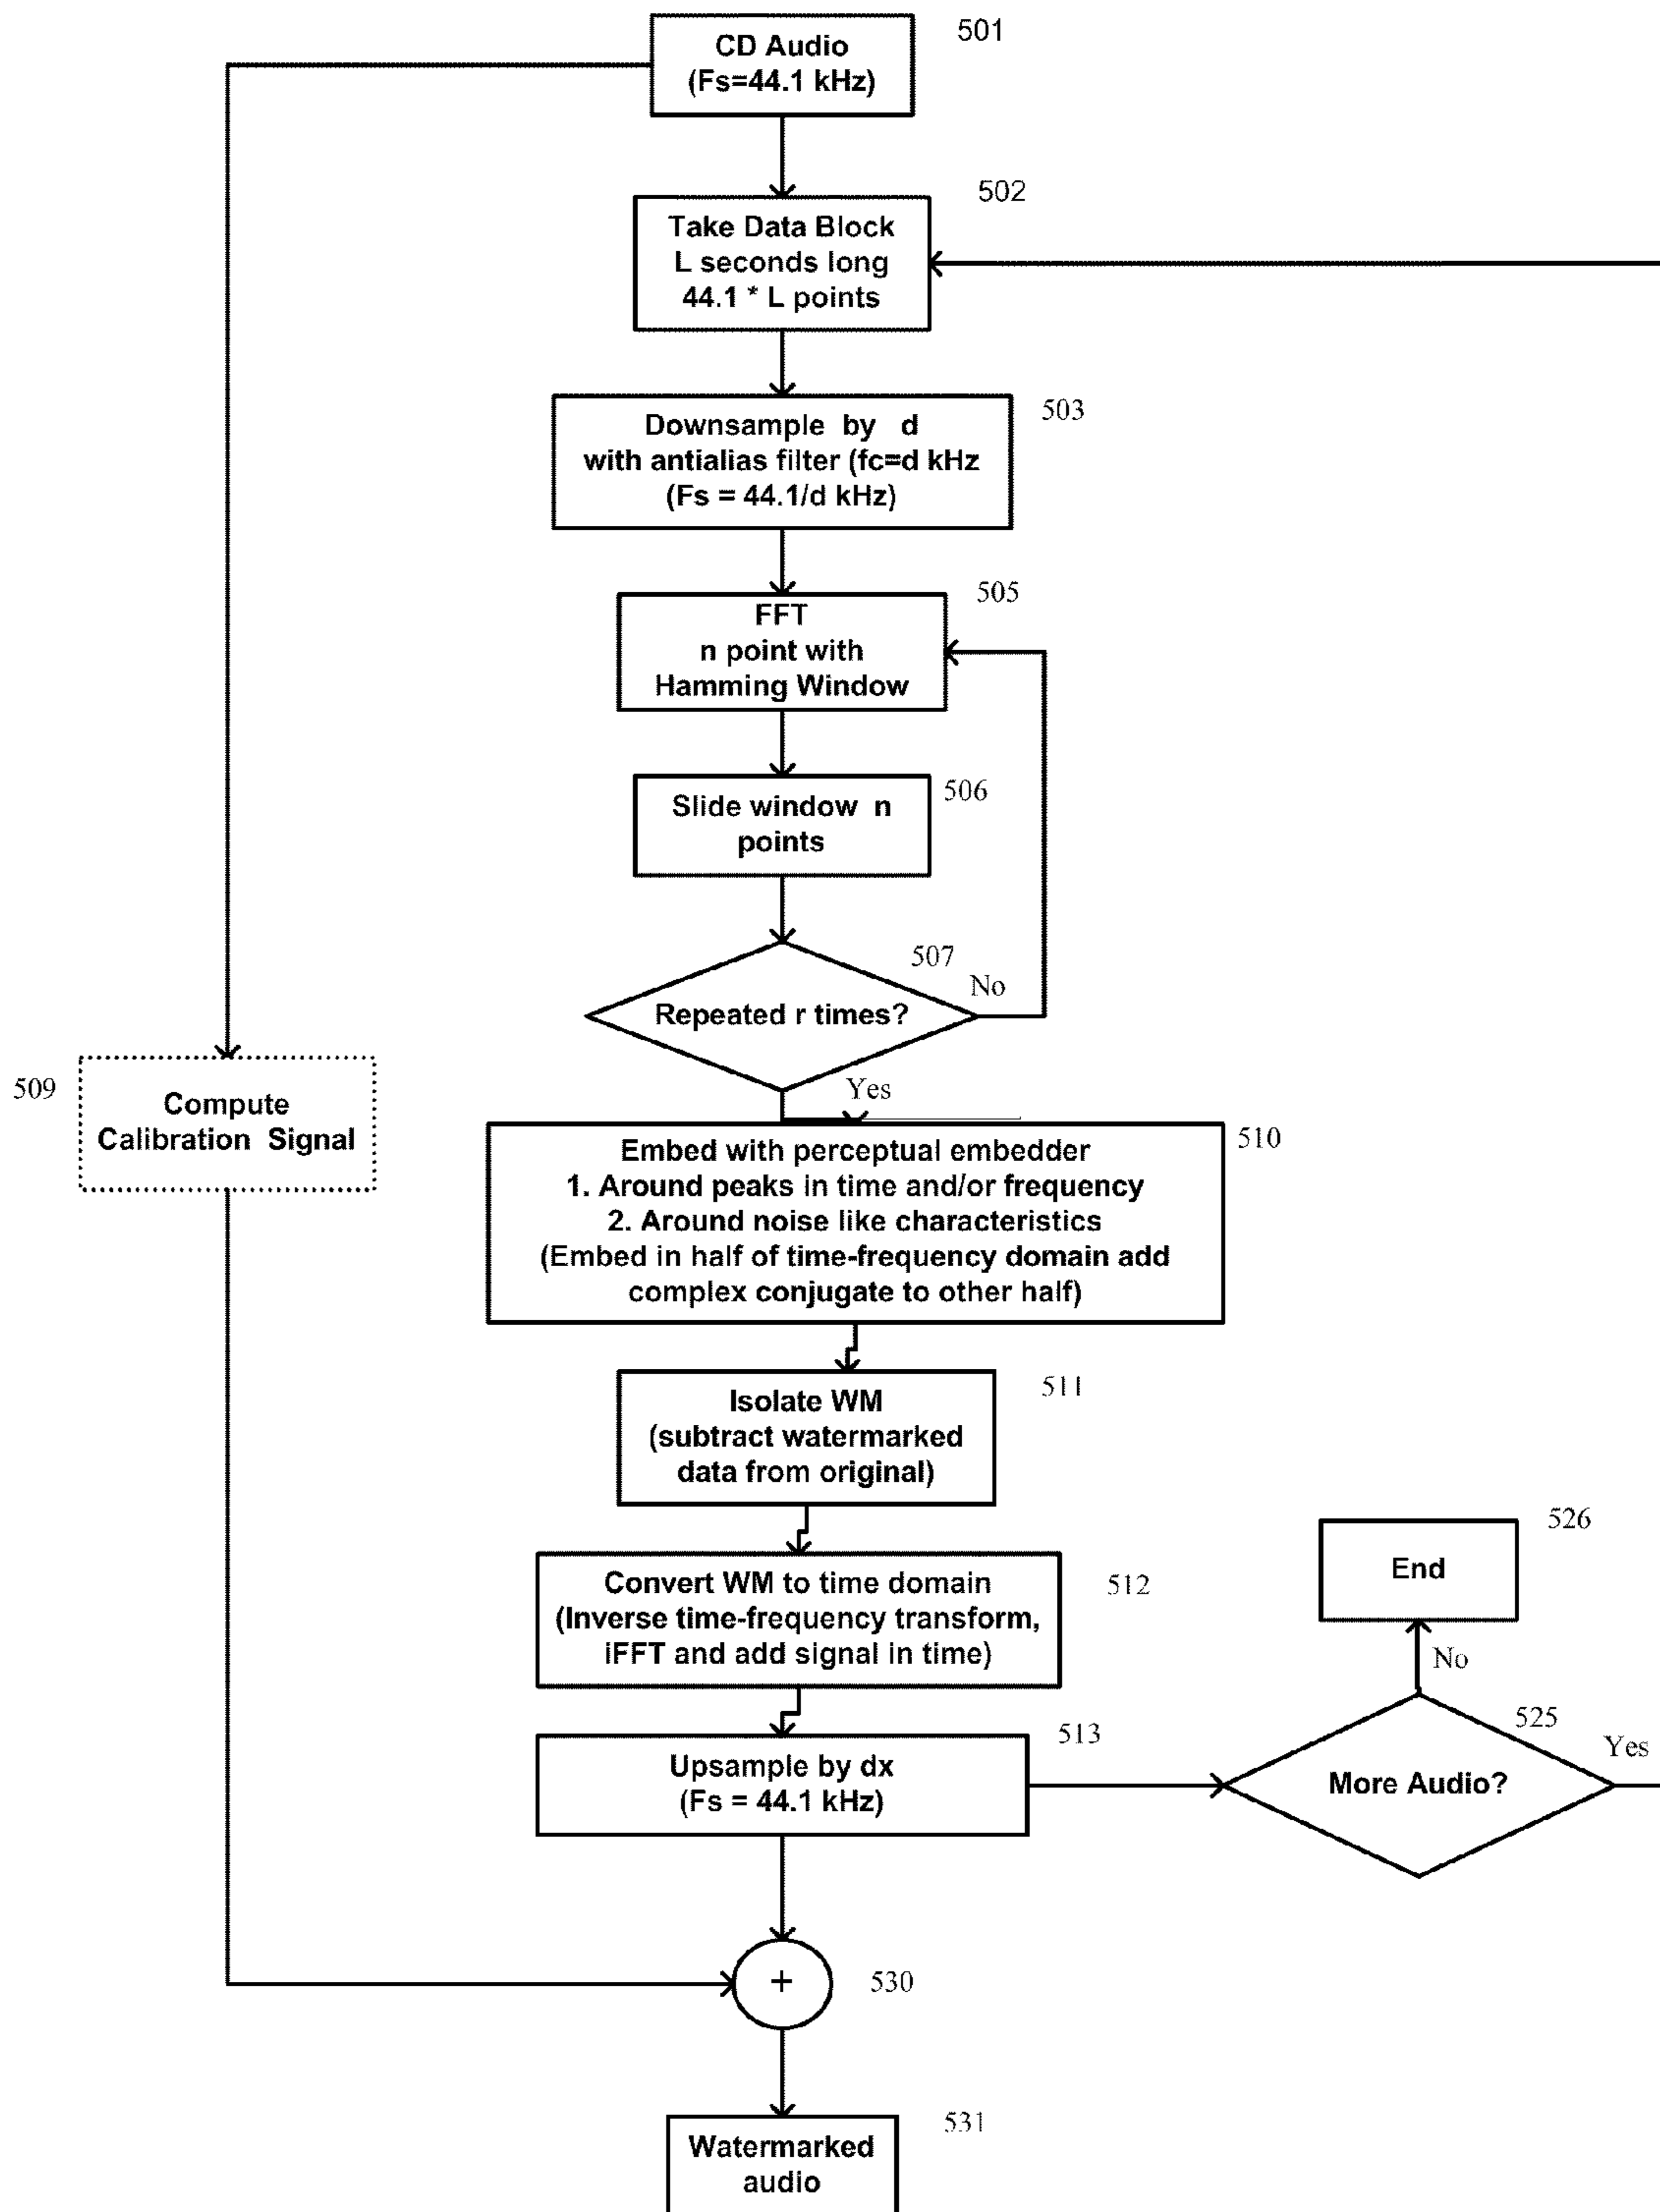 501
CD Audio
(Fs=44.1 kHz)
502
Take Data Block
L seconds long
44.1 * L points
503
Downsample by d
with antialias filter (fc=d kHz
(Fs = 44.1/d kHz)
505
FFT
n point with
Hamming Window
506
Slide window n
points
507
No
Repeated r times?
Yes
509
Compute
Calibration Signal
510
Embed with perceptual embedder
1. Around peaks in time and/or frequency
2. Around noise like characteristics
(Embed in half of time-frequency domain add
complex conjugate to other half)
511
Isolate WM
(subtract watermarked
data from original)
512
Convert WM to time domain
(Inverse time-frequency transform,
iFFT and add signal in time)
526
End
No
513
Upsample by dx
(Fs = 44.1 kHz)
525
Yes
More Audio?
+
530
531
Watermarked
audio